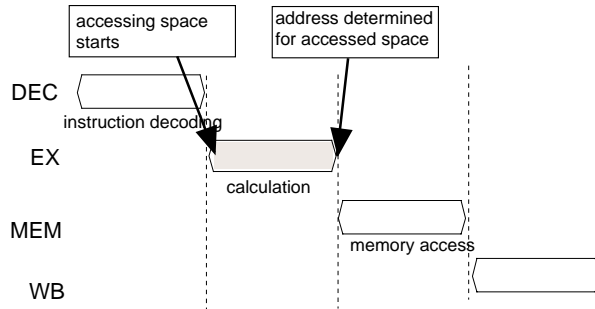 accessing space
starts
address determined
for accessed space
DEC
instruction decoding
EX
calculation
MEM
memory access
WB